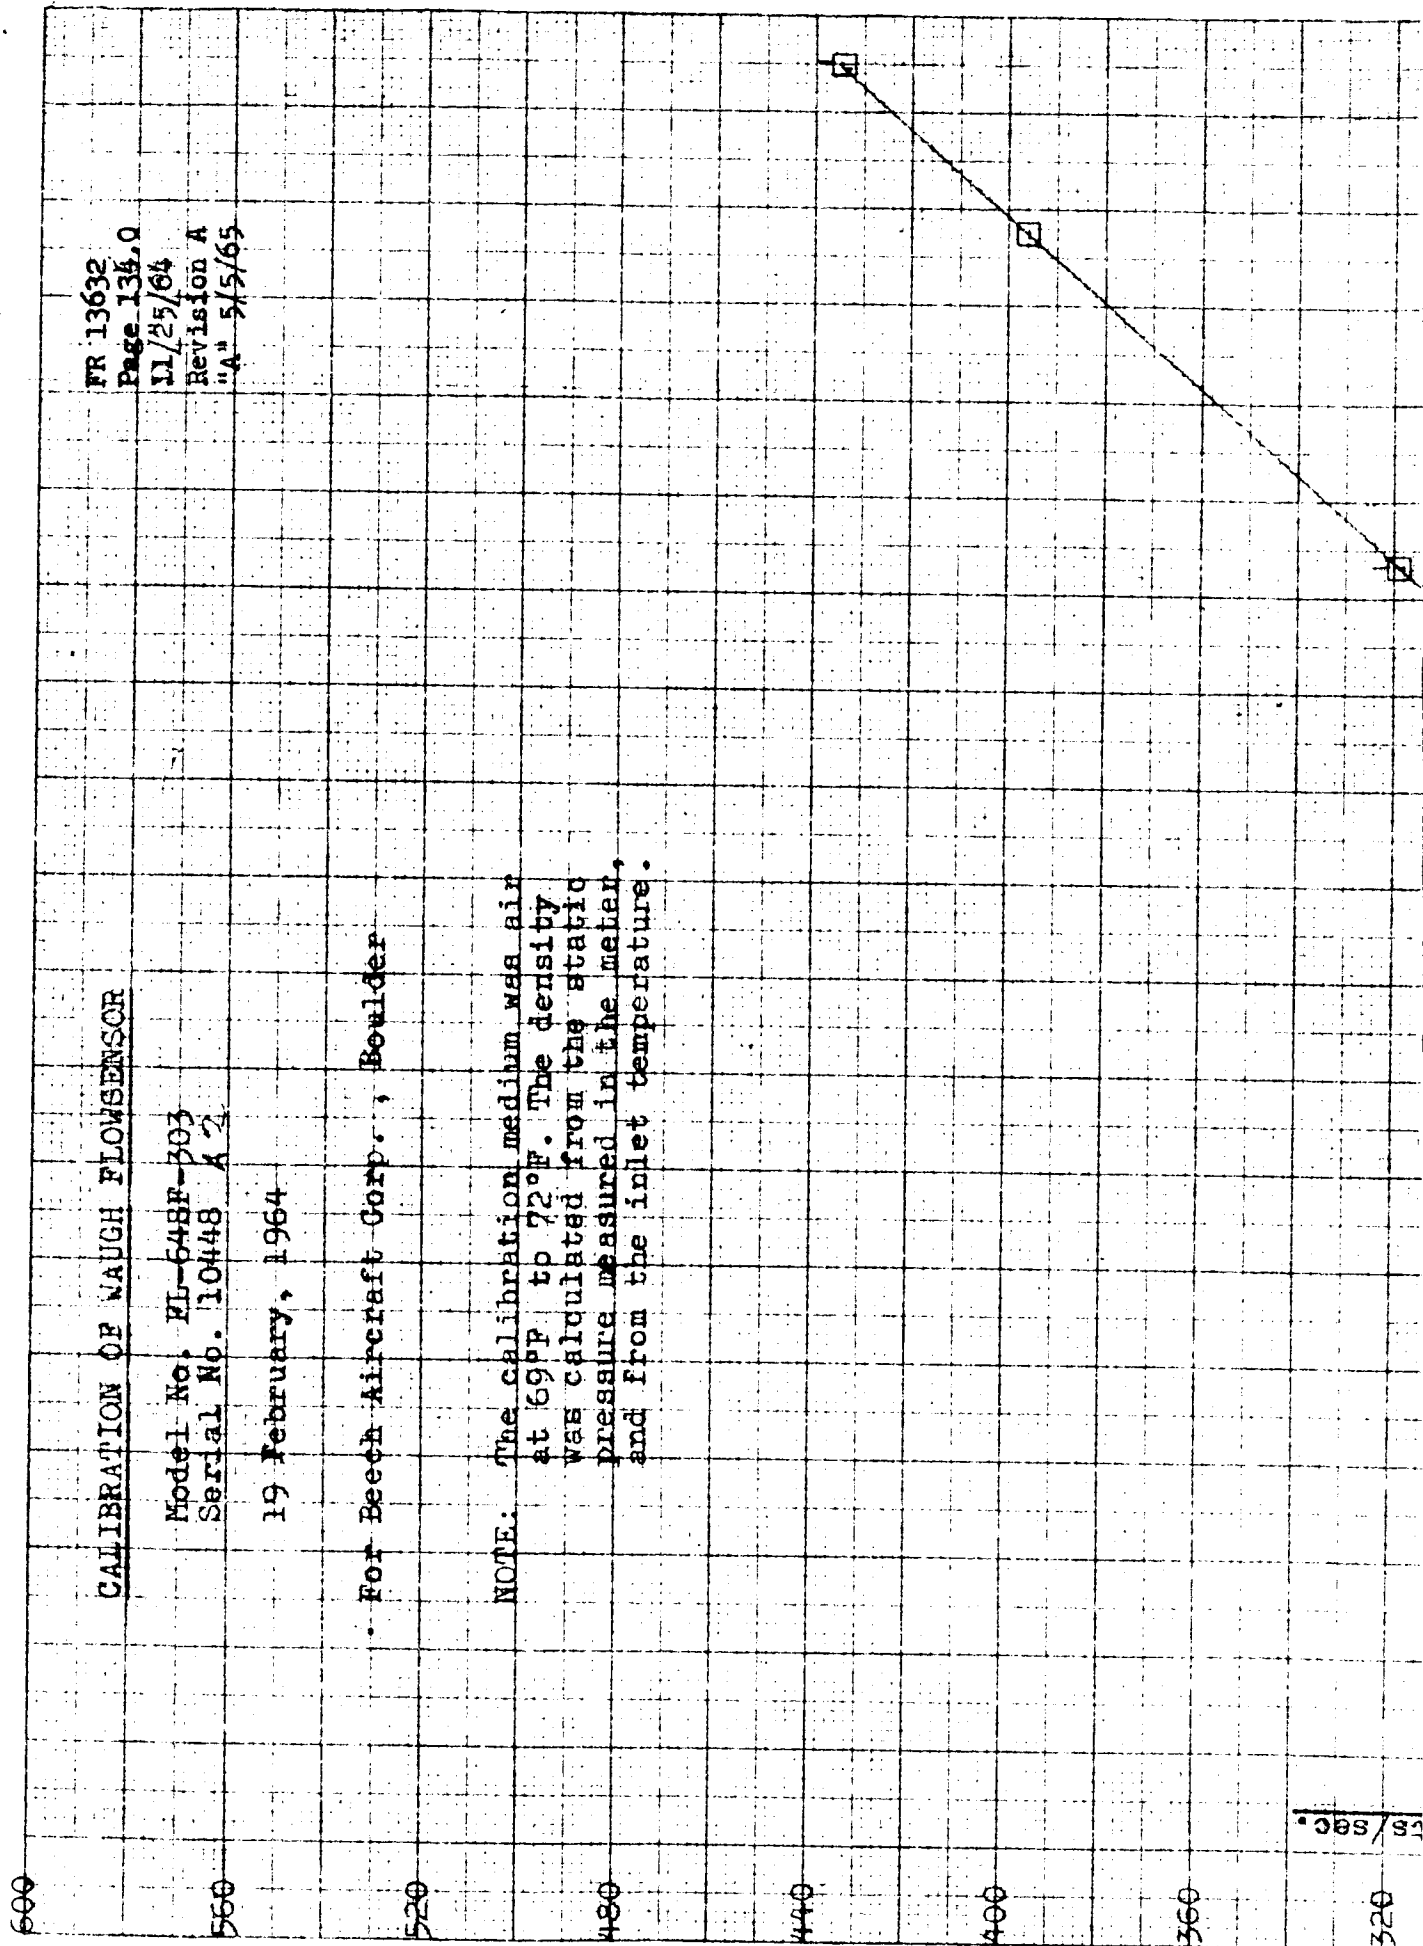 FR 13632
Page 134.0
11/25/64
Revision A
"A" 5/5/65
CALIBRATION OF WAUGH FLOWSENSOR
Model No. FL-64BF-303
Serial No. 10448 A 2
19 February, 1964
For Beech Aircraft Corp., Boulder
NOTE: The calibration medium was air
at 69°F to 72°F. The density
was calculated from the static
pressure measured in the meter,
and from the inlet temperature.
600
560
520
480
440
400
360
320
/sec.